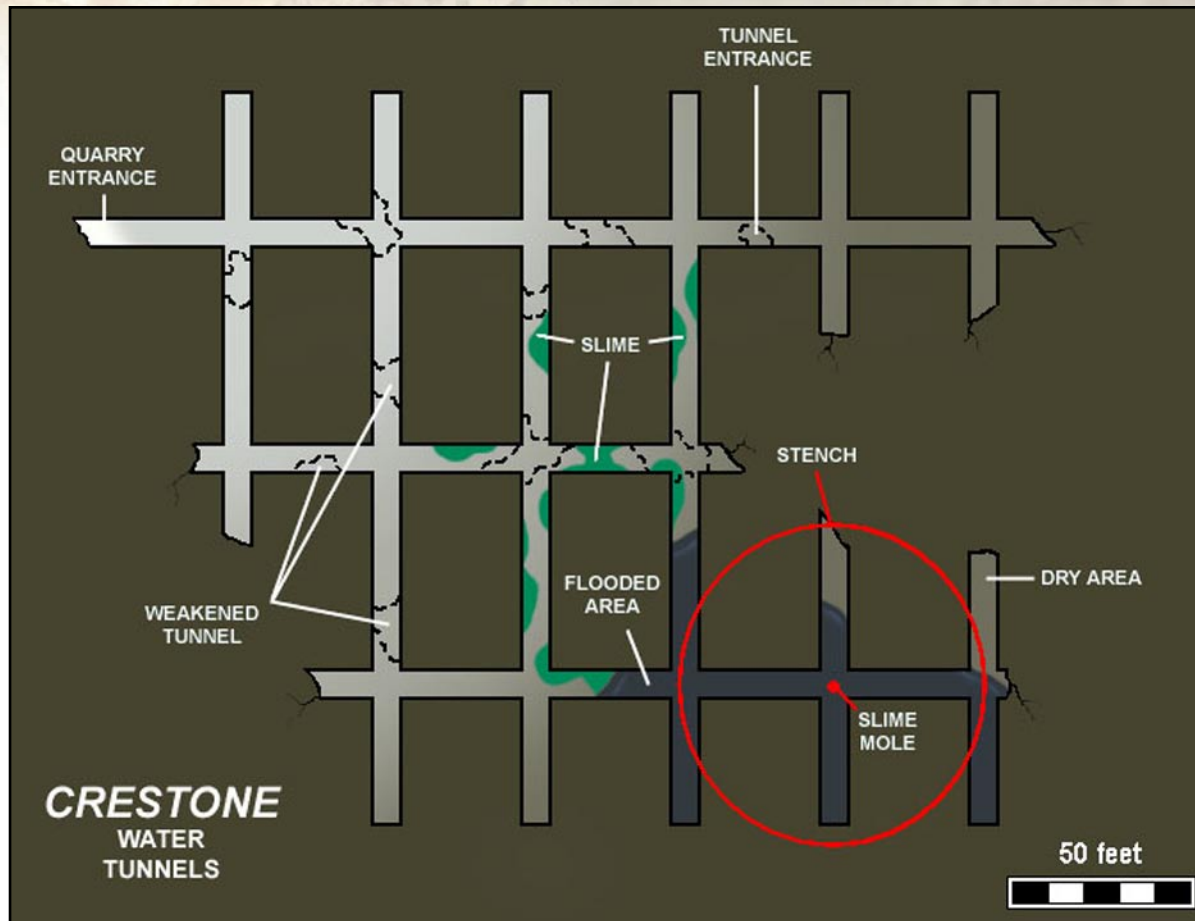 TUNNEL
ENTRANCE
QUARRY
ENTRANCE
SLIME
STENCH
DRY AREA
FLOODED
AREA
WEAKENED
TUNNEL
SLIME
MOLE
CRESTONE
WATER
TUNNELS
50 feet